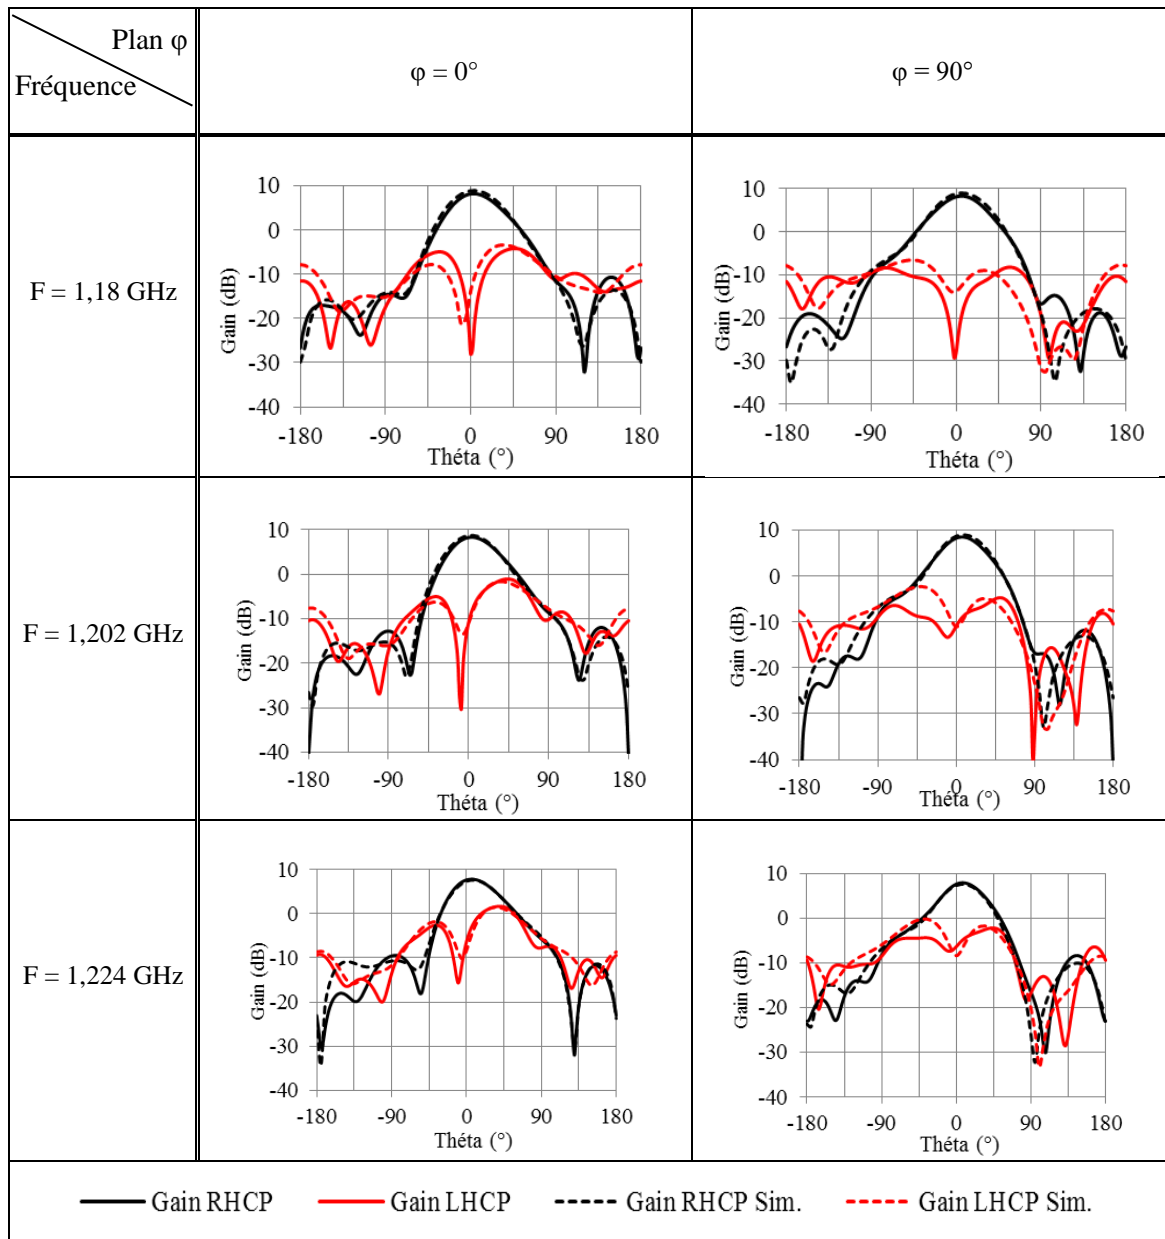 Plan φ
Fréquence
φ = 0°
φ = 90°
F = 1,18 GHz
10
0
-10
-20
-30
-40
Gain (dB)
-180 -90 0 90 180
Théta (°)
10
0
-10
-20
-30
-40
Gain (dB)
-180 -90 0 90 180
Théta (°)
F = 1,202 GHz
10
0
-10
-20
-30
-40
Gain (dB)
-180 -90 0 90 180
Théta (°)
10
0
-10
-20
-30
-40
Gain (dB)
-180 -90 0 90 180
Théta (°)
F = 1,224 GHz
10
0
-10
-20
-30
-40
Gain (dB)
-180 -90 0 90 180
Théta (°)
10
0
-10
-20
-30
-40
Gain (dB)
-180 -90 0 90 180
Théta (°)
Gain RHCP Gain LHCP Gain RHCP Sim. Gain LHCP Sim.